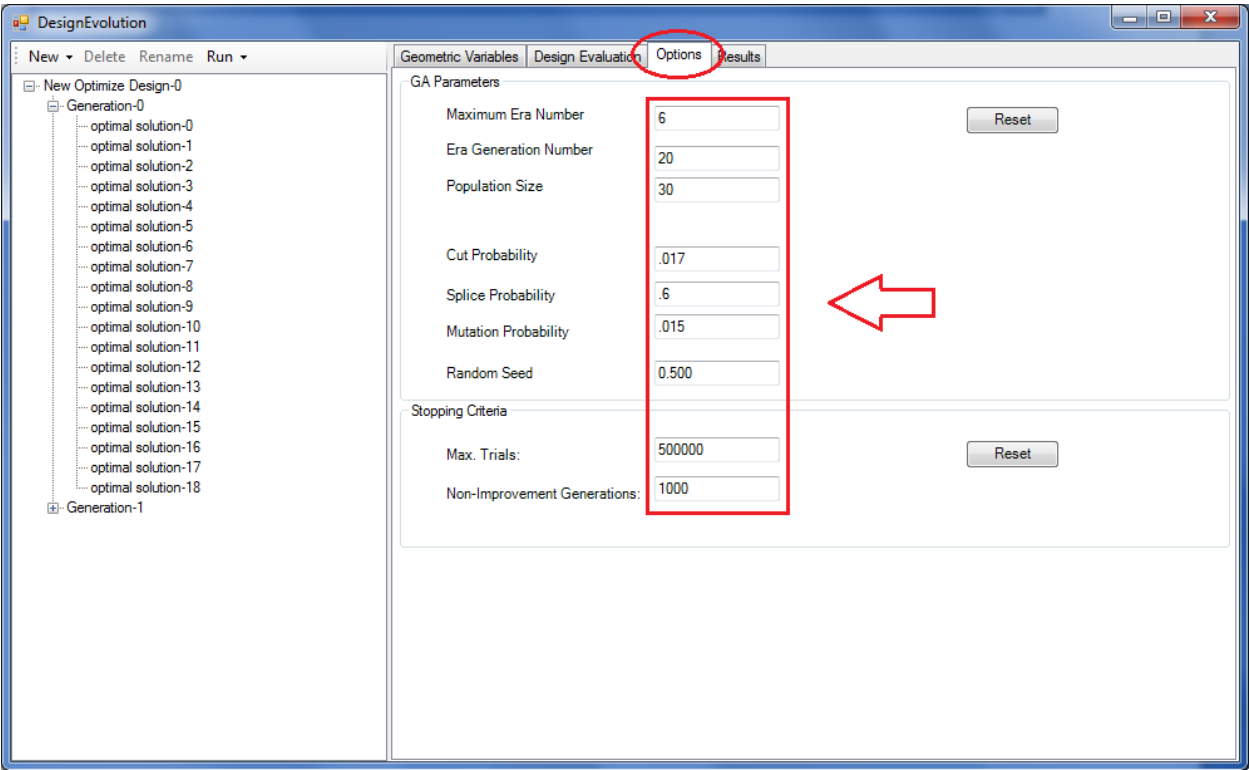 DesignEvolution
New Delete Rename Run
New Optimize Design-0
Generation-0
optimal solution-0
optimal solution-1
optimal solution-2
optimal solution-3
optimal solution-4
optimal solution-5
optimal solution-6
optimal solution-7
optimal solution-8
optimal solution-9
optimal solution-10
optimal solution-11
optimal solution-12
optimal solution-13
optimal solution-14
optimal solution-15
optimal solution-16
optimal solution-17
optimal solution-18
Generation-1
Geometric Variables Design Evaluation Options Results
GA Parameters
Maximum Era Number 6 Reset
Era Generation Number 20
Population Size 30
Cut Probability .017
Splice Probability .6
Mutation Probability .015
Random Seed 0.500
Stopping Criteria
Max. Trials: 500000 Reset
Non-Improvement Generations: 1000